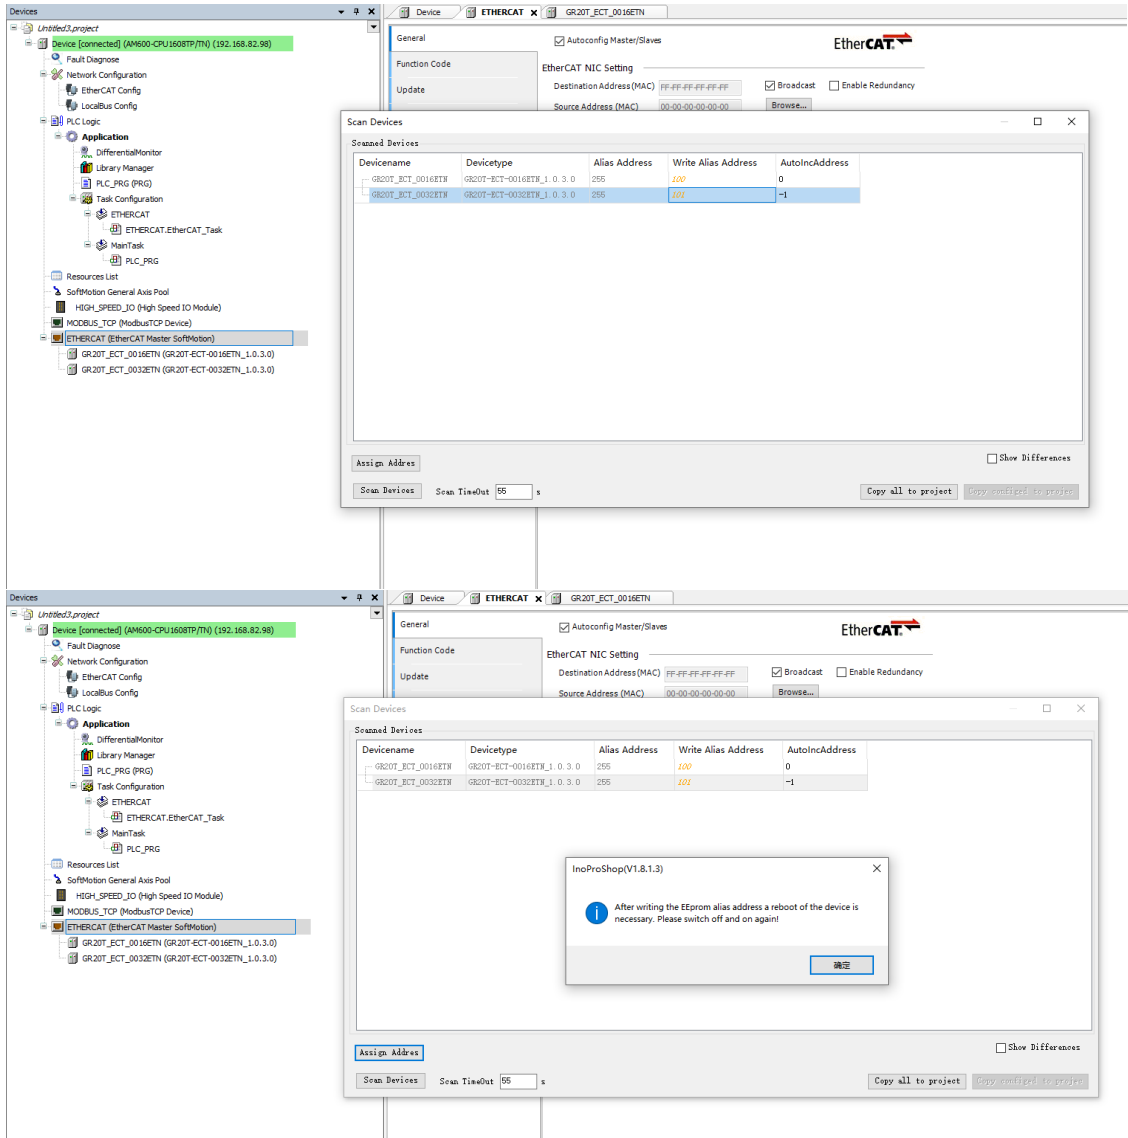 Devices
Device
ETHERCAT
GR20T_ECT_0016ETN
Untitled3.project
Device [connected] (AM600-CPU1608TP/TN) (192.168.82.98)
Fault Diagnose
Network Configuration
EtherCAT Config
LocalBus Config
PLC Logic
Application
DifferentialMonitor
Library Manager
PLC_PRG (PRG)
Task Configuration
ETHERCAT
ETHERCAT.EtherCAT_Task
MainTask
PLC_PRG
Resources List
SoftMotion General Axis Pool
HIGH_SPEED_IO (High Speed IO Module)
MODBUS_TCP (ModbusTCP Device)
ETHERCAT (EtherCAT Master SoftMotion)
GR20T_ECT_0016ETN (GR20T-ECT-0016ETN_1.0.3.0)
GR20T_ECT_0032ETN (GR20T-ECT-0032ETN_1.0.3.0)
General
Function Code
Update
Autoconfig Master/Slaves
EtherCAT.
EtherCAT NIC Setting
Destination Address(MAC) FF-FF-FF-FF-FF-FF Broadcast Enable Redundancy
Source Address (MAC) 00-00-00-00-00-00 Browse...
Scan Devices
Scanned Devices
Devicename Devicetype Alias Address Write Alias Address AutoIncAddress
GR20T_ECT_0016ETN GR20T-ECT-0016ETN_1.0.3.0 255 100 0
GR20T_ECT_0032ETN GR20T-ECT-0032ETN_1.0.3.0 255 101 -1
Assign Addres
Show Differences
Scan Devices Scan TimeOut 55 s
Copy all to project Copy configed to projec
Devices
Device
ETHERCAT
GR20T_ECT_0016ETN
Untitled3.project
Device [connected] (AM600-CPU1608TP/TN) (192.168.82.98)
Fault Diagnose
Network Configuration
EtherCAT Config
LocalBus Config
PLC Logic
Application
DifferentialMonitor
Library Manager
PLC_PRG (PRG)
Task Configuration
ETHERCAT
ETHERCAT.EtherCAT_Task
MainTask
PLC_PRG
Resources List
SoftMotion General Axis Pool
HIGH_SPEED_IO (High Speed IO Module)
MODBUS_TCP (ModbusTCP Device)
ETHERCAT (EtherCAT Master SoftMotion)
GR20T_ECT_0016ETN (GR20T-ECT-0016ETN_1.0.3.0)
GR20T_ECT_0032ETN (GR20T-ECT-0032ETN_1.0.3.0)
General
Function Code
Update
Autoconfig Master/Slaves
EtherCAT.
EtherCAT NIC Setting
Destination Address(MAC) FF-FF-FF-FF-FF-FF Broadcast Enable Redundancy
Source Address (MAC) 00-00-00-00-00-00 Browse...
Scan Devices
Scanned Devices
Devicename Devicetype Alias Address Write Alias Address AutoIncAddress
GR20T_ECT_0016ETN GR20T-ECT-0016ETN_1.0.3.0 255 100 0
GR20T_ECT_0032ETN GR20T-ECT-0032ETN_1.0.3.0 255 101 -1
InoProShop(V1.8.1.3)
After writing the EEprom alias address a reboot of the device is
necessary. Please switch off and on again!
确定
Assign Addres
Show Differences
Scan Devices Scan TimeOut 55 s
Copy all to project Copy configed to projec